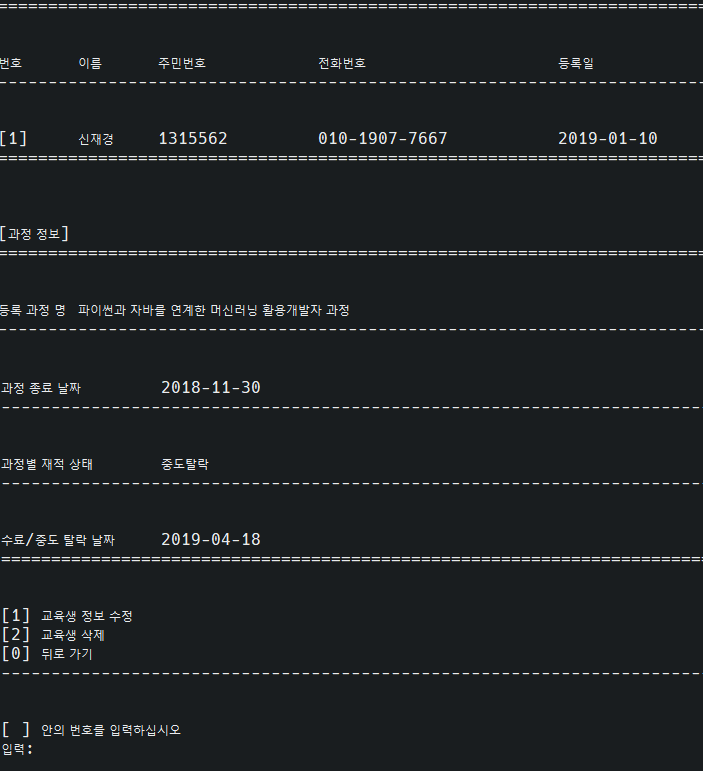 ================================================================================
번호 이름 주민번호 전화번호 등록일
--------------------------------------------------------------------------------
[1] 신재경 1315562 010-1907-7667 2019-01-10
================================================================================
[과정 정보]
================================================================================
등록 과정 명 파이썬과 자바를 연계한 머신러닝 활용개발자 과정
--------------------------------------------------------------------------------
과정 종료 날짜 2018-11-30
--------------------------------------------------------------------------------
과정별 재적 상태 중도탈락
--------------------------------------------------------------------------------
수료/중도 탈락 날짜 2019-04-18
================================================================================
[1] 교육생 정보 수정
[2] 교육생 삭제
[0] 뒤로 가기
--------------------------------------------------------------------------------
[ ] 안의 번호를 입력하십시오
입력: